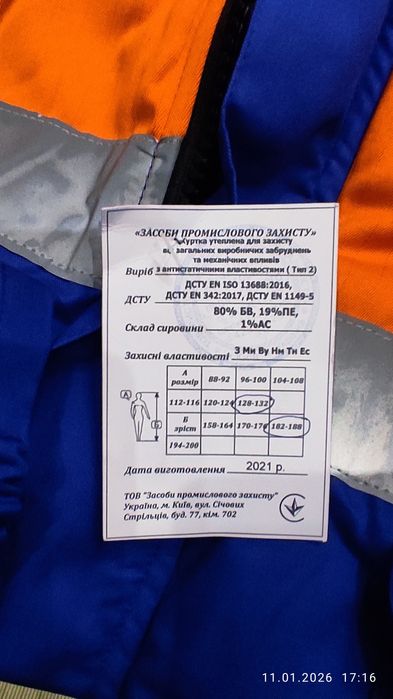 «ЗАСОБИ ПРОМИСЛОВОГО ЗАХИСТУ»
Куртка утеплена для захисту
від загальних виробничих забруднень
та механічних впливів
Виріб з антистатичними властивостями ( Тип 2)
ДСТУ EN ISO 13688:2016,
ДСТУ ДСТУ EN 342:2017, ДСТУ EN 1149-5
80% БВ, 19%ПЕ,
Склад сировини 1%АС
Захисні властивості З Ми Ву Нм Тн Ес
А розмір 88-92 96-100 104-108
112-116 120-124 128-132
Б зріст 158-164 170-176 182-188
194-200
А
Б
Дата виготовлення 2021 р.
ТОВ "Засоби промислового захисту"
Україна, м. Київ, вул. Січових
Стрільців, буд. 77, кім. 702
11.01.2026 17:16